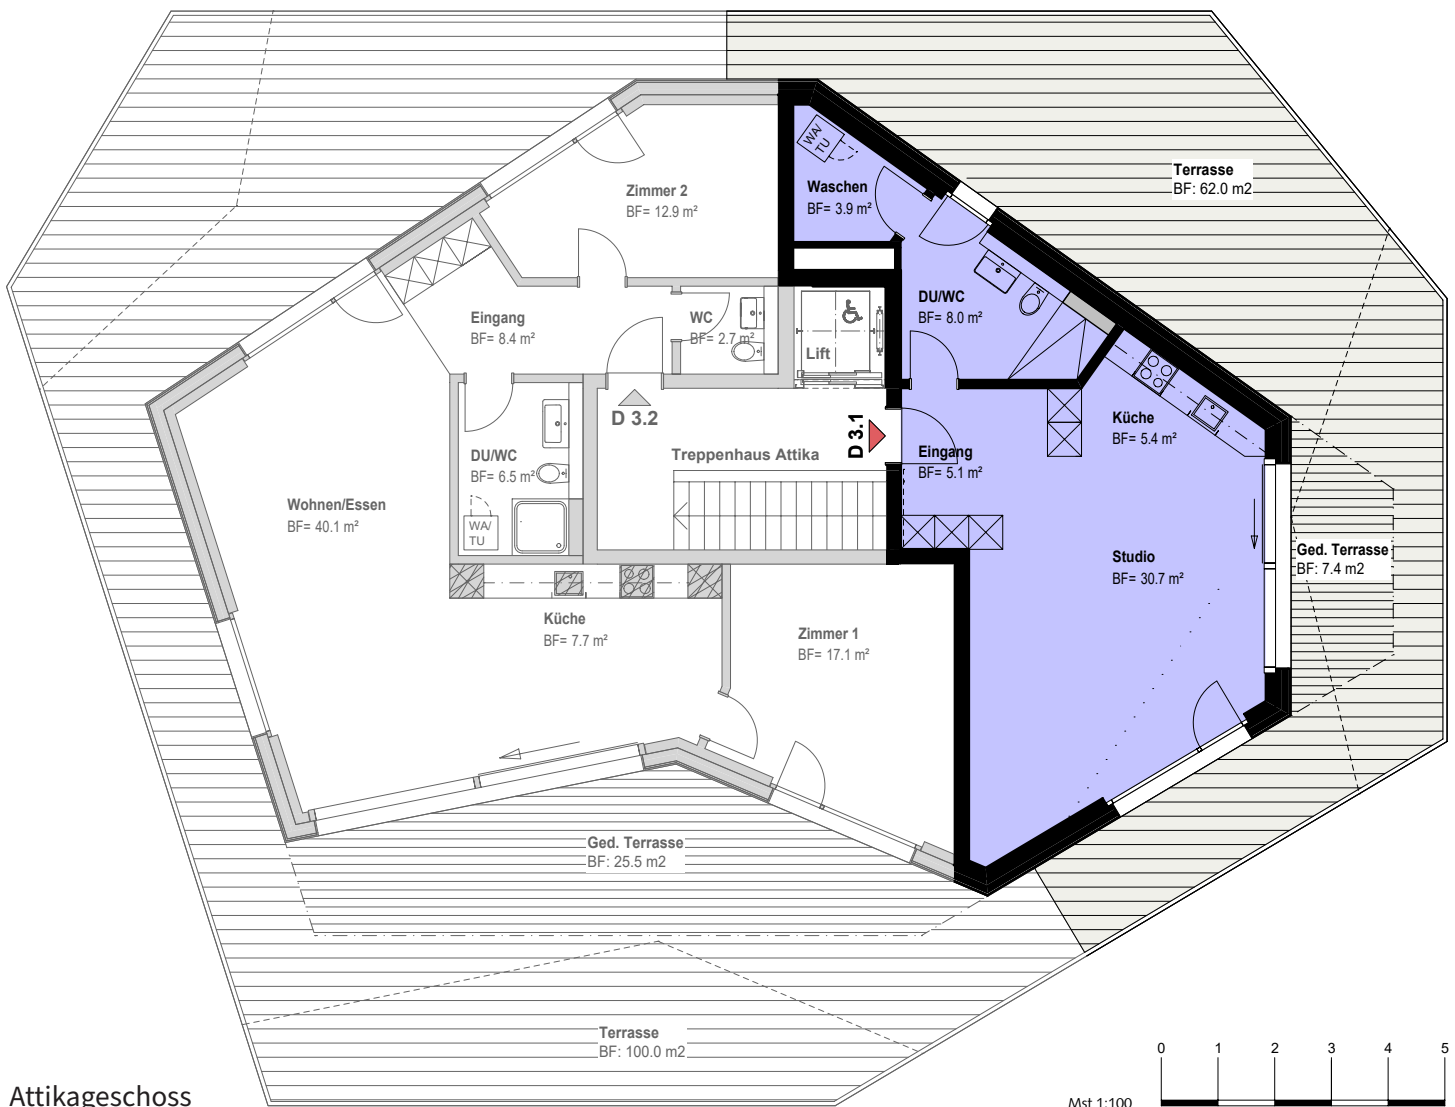 Terrasse
BF: 62.0 m2
WA/
TU
Waschen
BF= 3.9 m²
Zimmer 2
BF= 12.9 m²
DU/WC
BF= 8.0 m²
Eingang
BF= 8.4 m²
WC
BF= 2.7 m²
Lift
D 3.2
D 3.1
Küche
BF= 5.4 m²
Eingang
BF= 5.1 m²
Treppenhaus Attika
DU/WC
BF= 6.5 m²
WA/
TU
Wohnen/Essen
BF= 40.1 m²
Studio
BF= 30.7 m²
Ged. Terrasse
BF: 7.4 m2
Küche
BF= 7.7 m²
Zimmer 1
BF= 17.1 m²
Ged. Terrasse
BF: 25.5 m2
Terrasse
BF: 100.0 m2
0 1 2 3 4 5
Mst 1:100
Attikageschoss